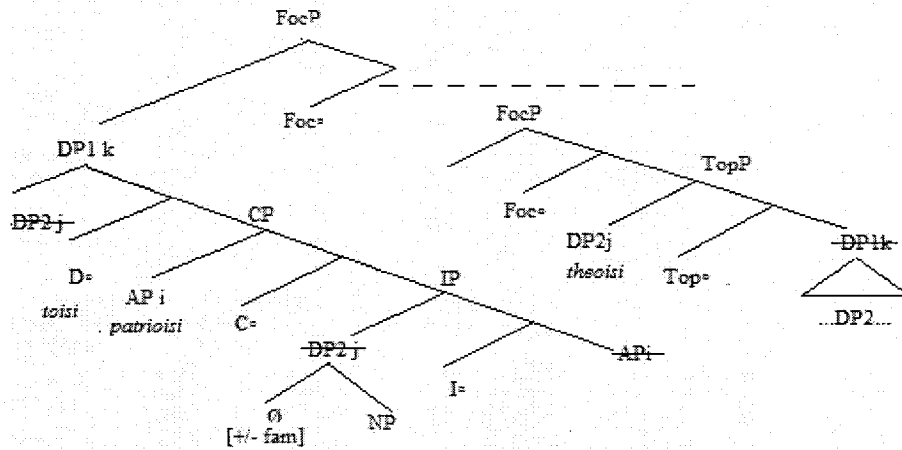 FocP
Foc°
FocP
DP1 k
TopP
Foc°
DP2 j
CP
DP2j
DP1k
theoisi
Top°
D°
AP i
IP
toisi
patrioisi
C°
...DP2...
DP2 j
APi
I°
Ø
NP
[+/- fam]